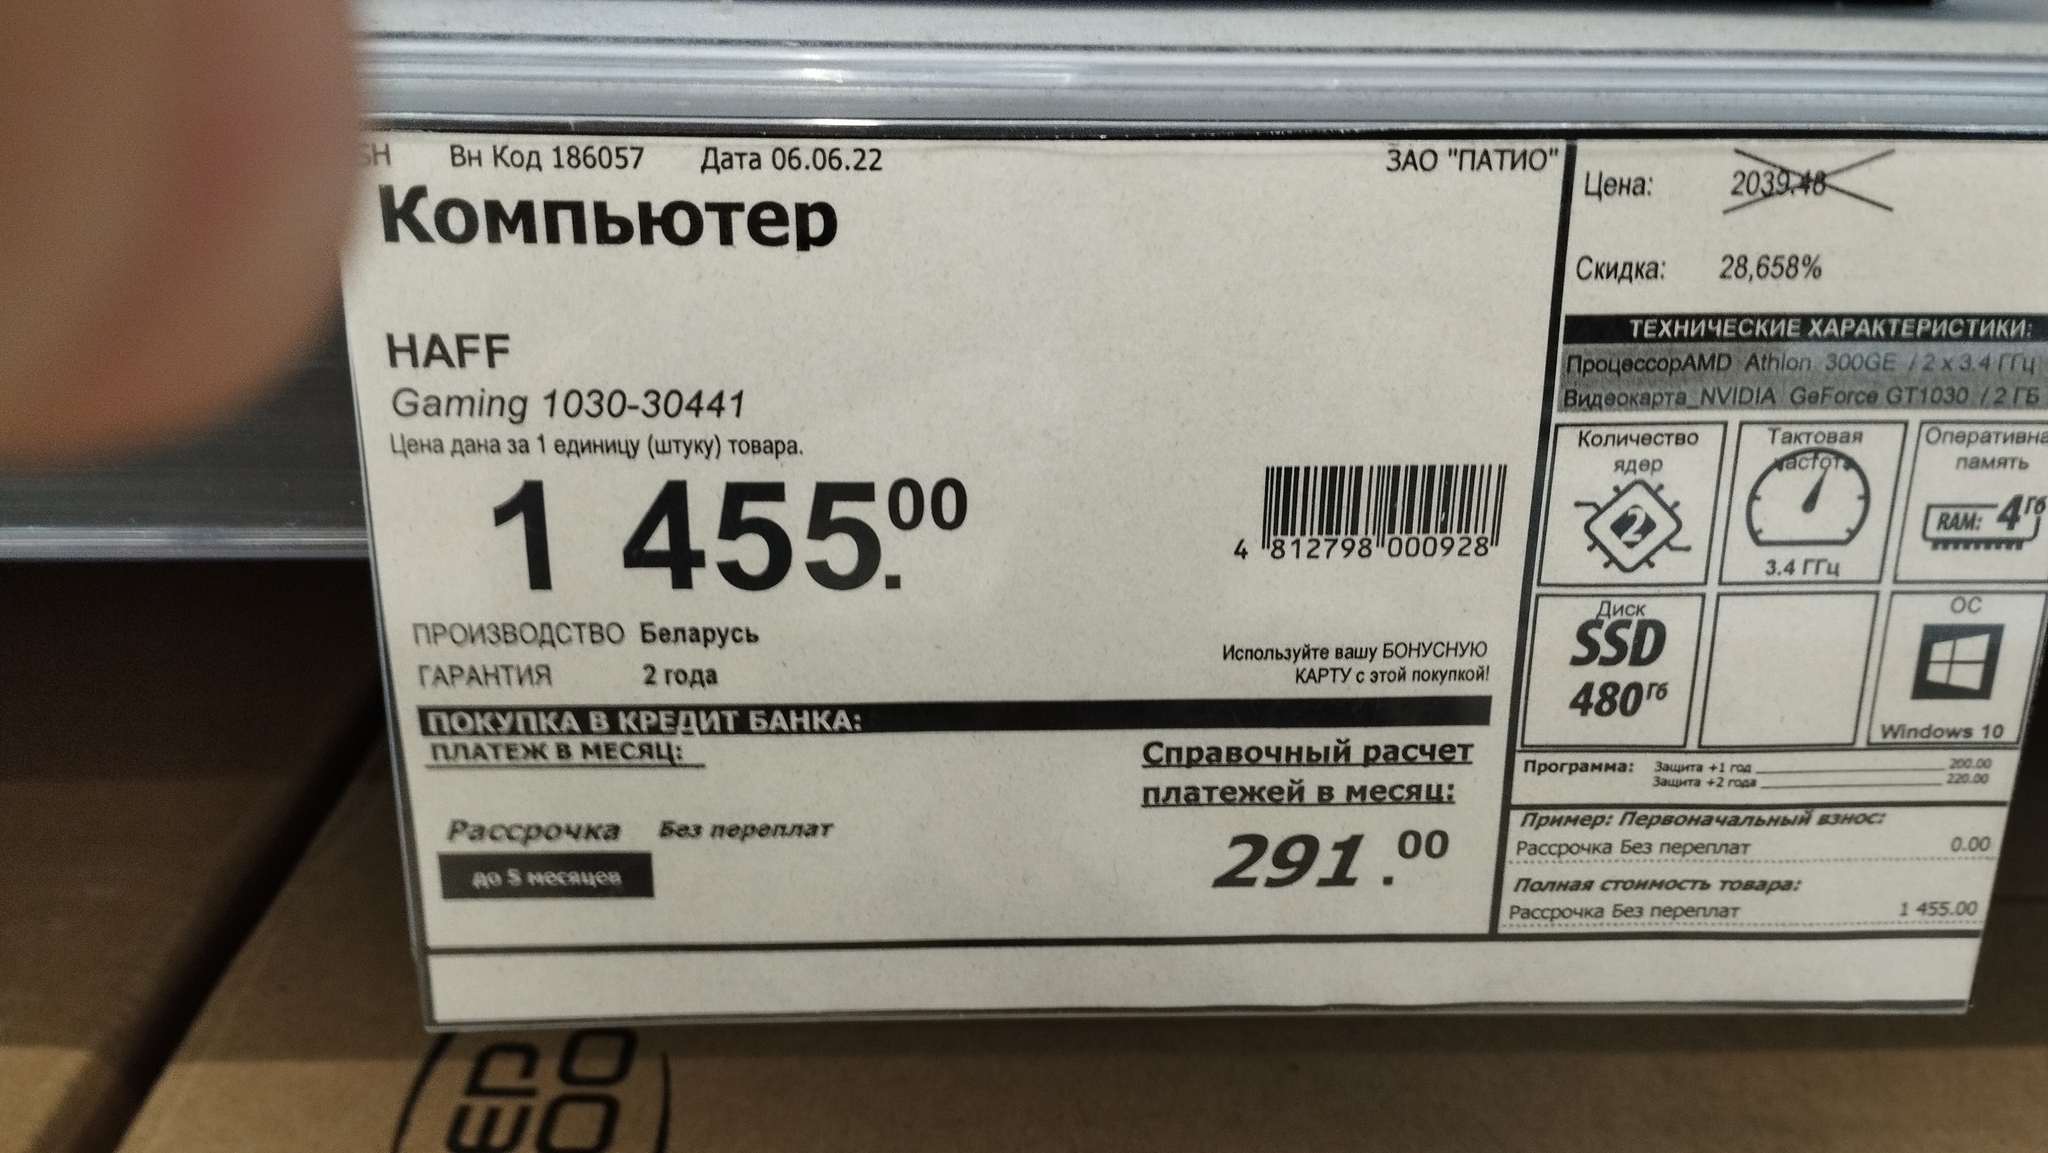 SH Вн Код 186057 Дата 06.06.22 ЗАО "ПАТИО"
Компьютер
HAFF
Gaming 1030-30441
Цена дана за 1 единицу (штуку) товара.
1 455.00
4 812798 000928
ПРОИЗВОДСТВО Беларусь
ГАРАНТИЯ 2 года
Используйте вашу БОНУСНУЮ
КАРТУ с этой покупкой!
ПОКУПКА В КРЕДИТ БАНКА:
ПЛАТЕЖ В МЕСЯЦ:
Справочный расчет
платежей в месяц:
Рассрочка Без переплат
до 5 месяцев
291.00
Цена: 2039.48
Скидка: 28,658%
ТЕХНИЧЕСКИЕ ХАРАКТЕРИСТИКИ:
ПроцессорAMD Athlon 300GE / 2 x 3.4 ГГц
Видеокарта_NVIDIA GeForce GT1030 / 2 ГБ
Количество
ядер
2
Тактовая
частота
3.4 ГГц
Оперативна
память
RAM: 4Гб
Диск
SSD
480Гб
ОС
Windows 10
Программа: Защита +1 год 200.00
Защита +2 года 220.00
Пример: Первоначальный взнос:
Рассрочка Без переплат 0.00
Полная стоимость товара:
Рассрочка Без переплат 1 455.00